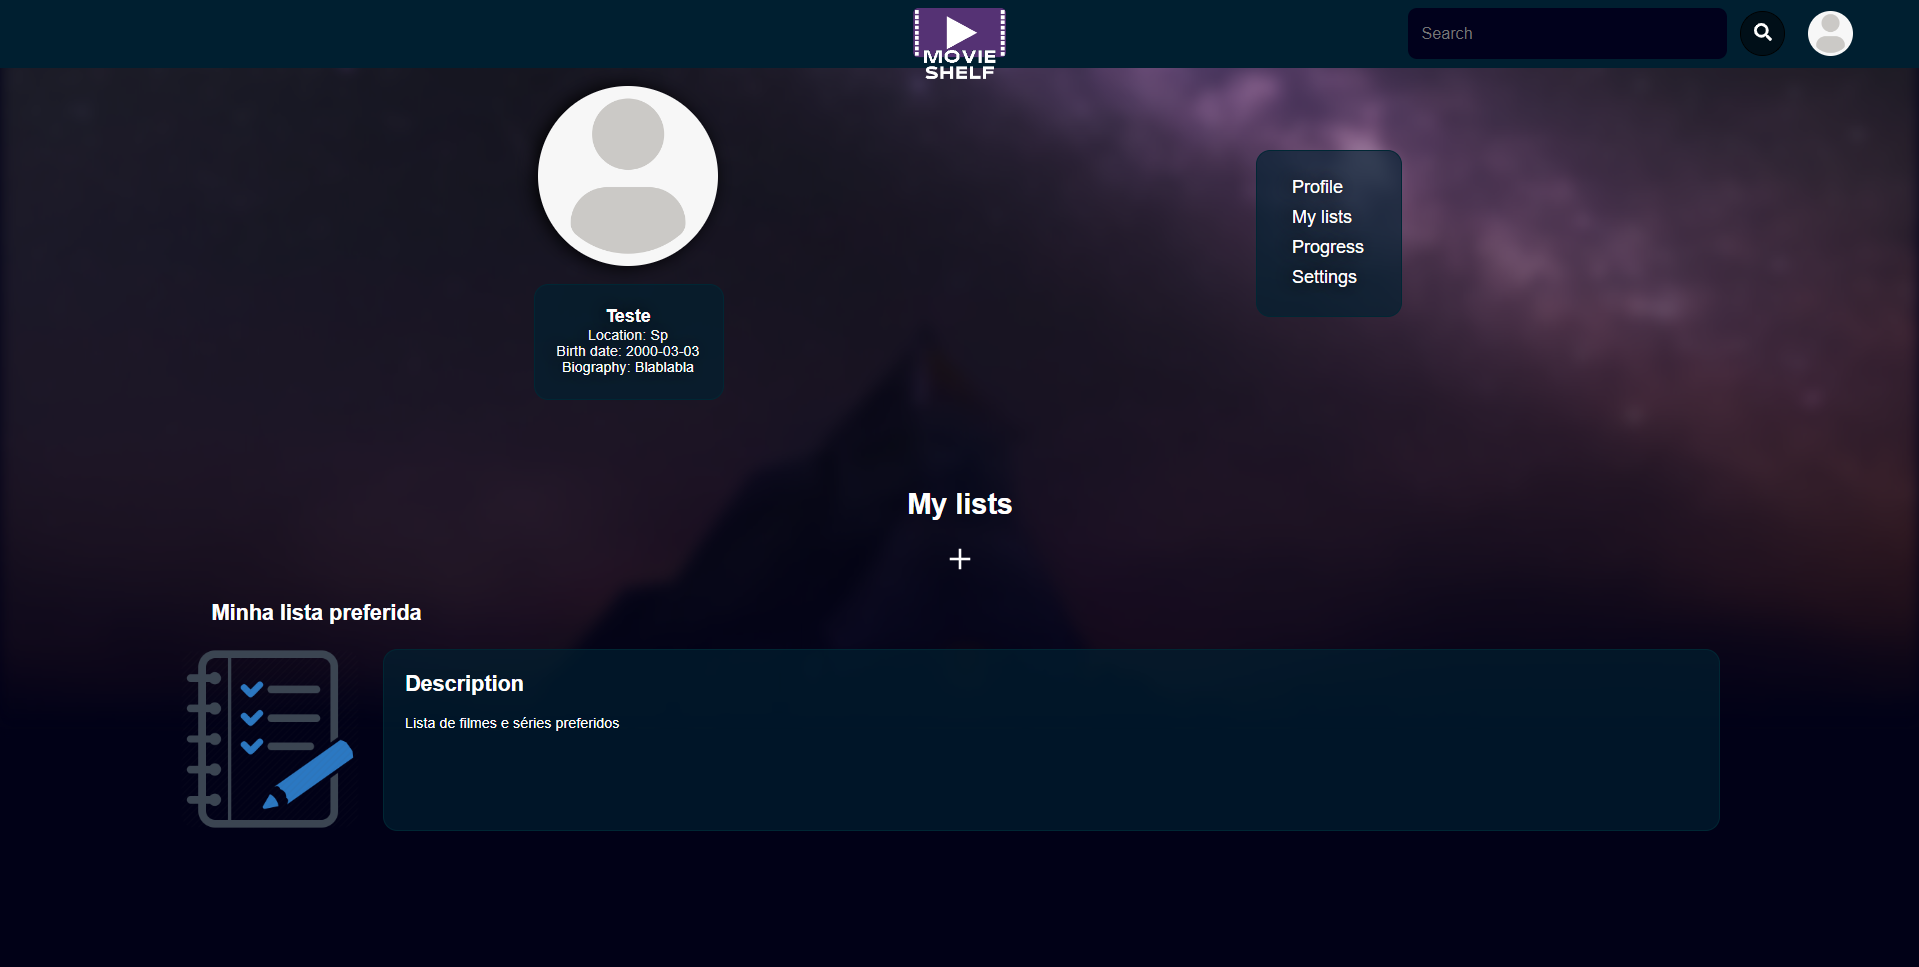 MOVIE
SHELF
Search
Profile
My lists
Progress
Settings
Teste
Location: Sp
Birth date: 2000-03-03
Biography: Blablabla
My lists
Minha lista preferida
Description
Lista de filmes e séries preferidos